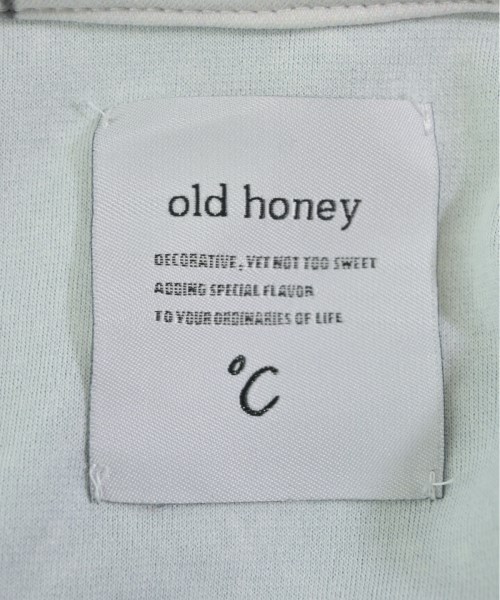 old honey
DECORATIVE, YET NOT TOO SWEET
ADDING SPECIAL FLAVOR
TO YOUR ORDINARIES OF LIFE
°C